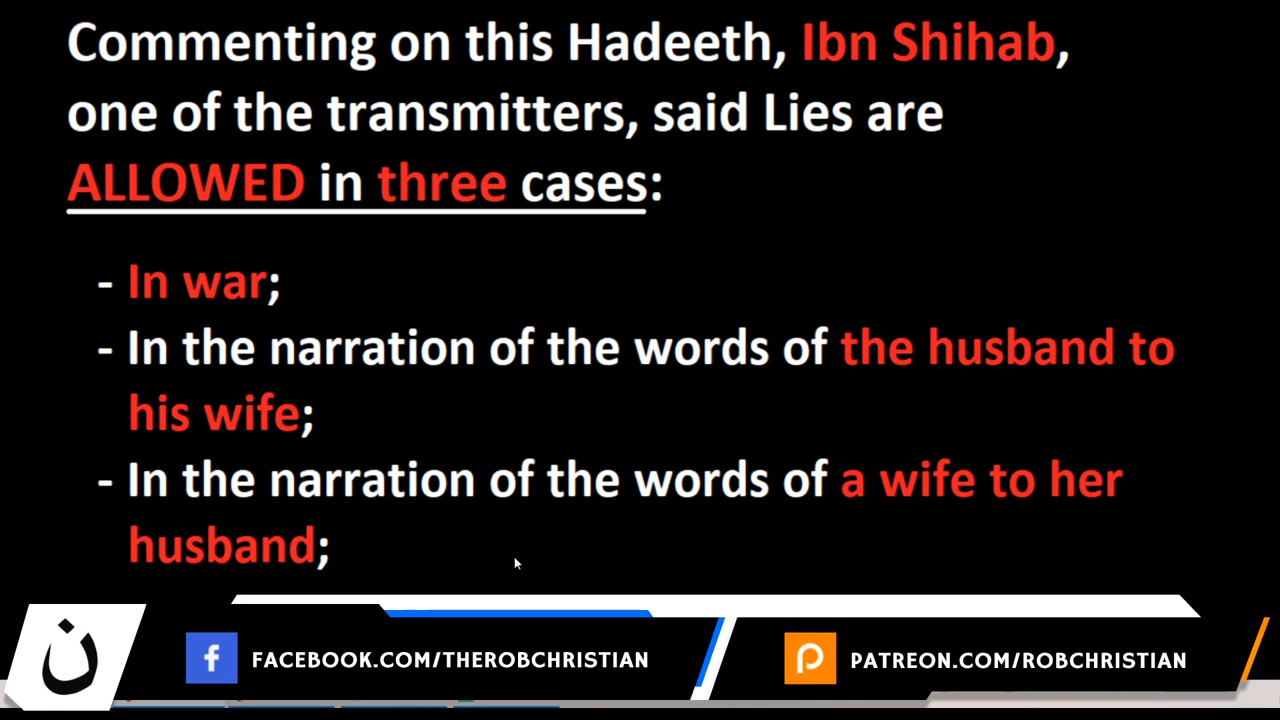 Commenting on this Hadeeth, Ibn Shihab,
one of the transmitters, said Lies are
ALLOWED in three cases:
- In war;
- In the narration of the words of the husband to
his wife;
- In the narration of the words of a wife to her
husband;
ن
f FACEBOOK.COM/THEROBCHRISTIAN
PATREON.COM/ROBCHRISTIAN